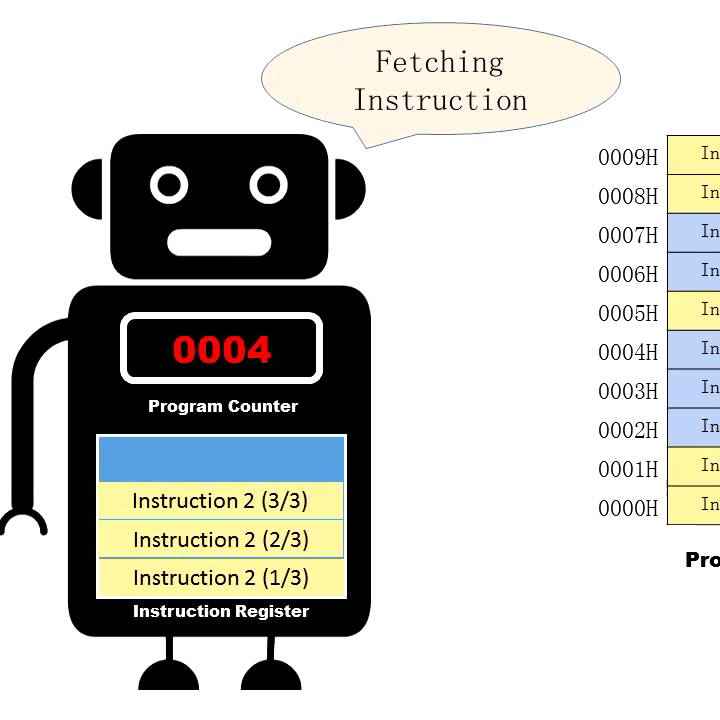 Fetching
Instruction
0004
Program Counter
Instruction 2 (3/3)
Instruction 2 (2/3)
Instruction 2 (1/3)
Instruction Register
0009H In
0008H In
0007H In
0006H In
0005H In
0004H In
0003H In
0002H In
0001H In
0000H In
Pro